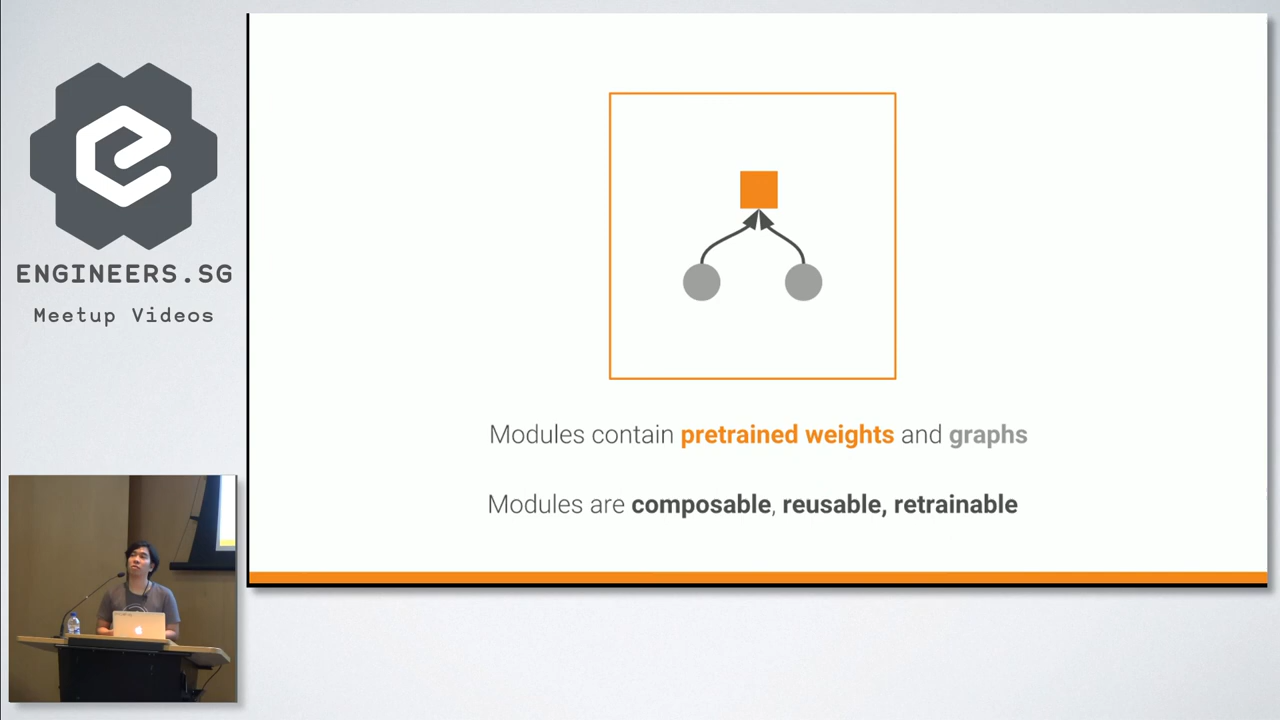 ENGINEERS.SG
Meetup Videos
Modules contain pretrained weights and graphs
Modules are composable, reusable, retrainable